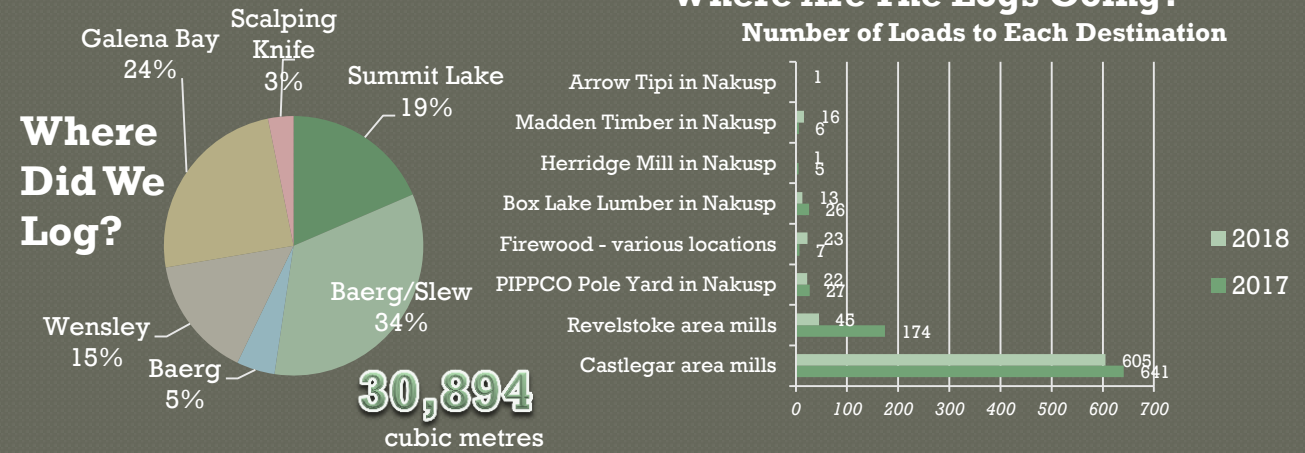 Where Did We Log?
Galena Bay
24%
Scalping
Knife
3%
Summit Lake
19%
Baerg/Slew
34%
Wensley
15%
Baerg
5%
30,894
cubic metres
Where Are The Logs Going?
Number of Loads to Each Destination
Arrow Tipi in Nakusp 1
Madden Timber in Nakusp 16 6
Herridge Mill in Nakusp 1 5
Box Lake Lumber in Nakusp 13 26
Firewood - various locations 23 7
PIPPCO Pole Yard in Nakusp 22 27
Revelstoke area mills 46 174
Castlegar area mills 605 641
0 100 200 300 400 500 600 700
2018
2017